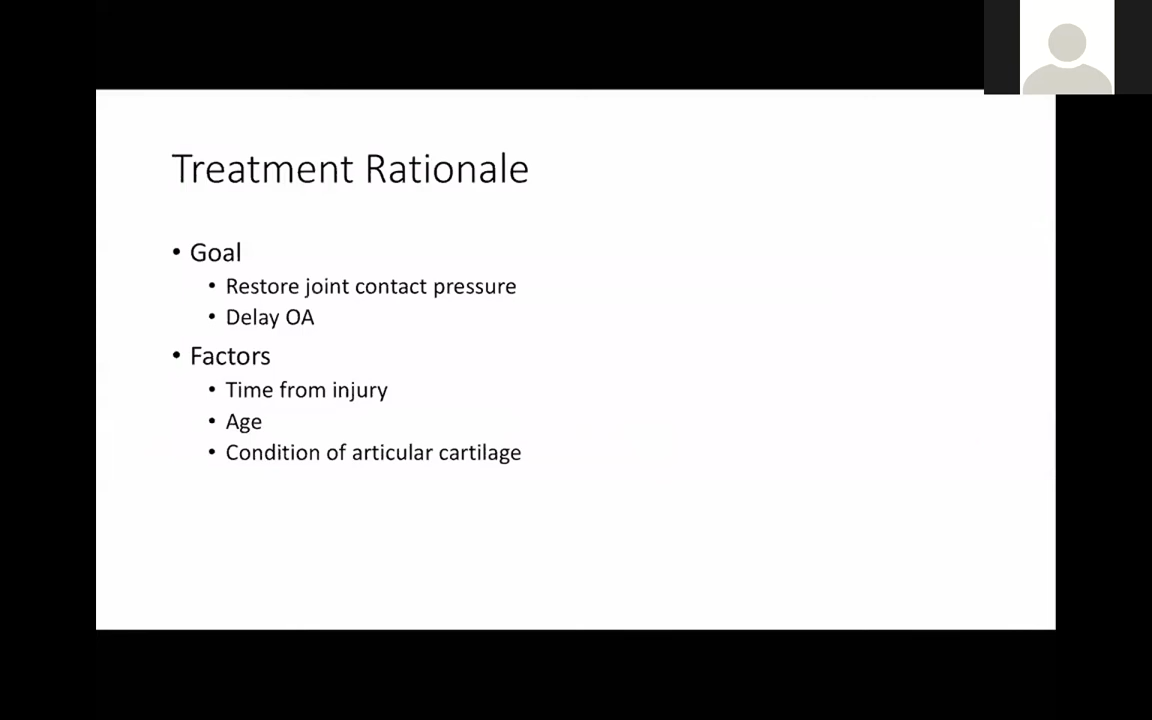 Treatment Rationale
• Goal
• Restore joint contact pressure
• Delay OA
• Factors
• Time from injury
• Age
• Condition of articular cartilage